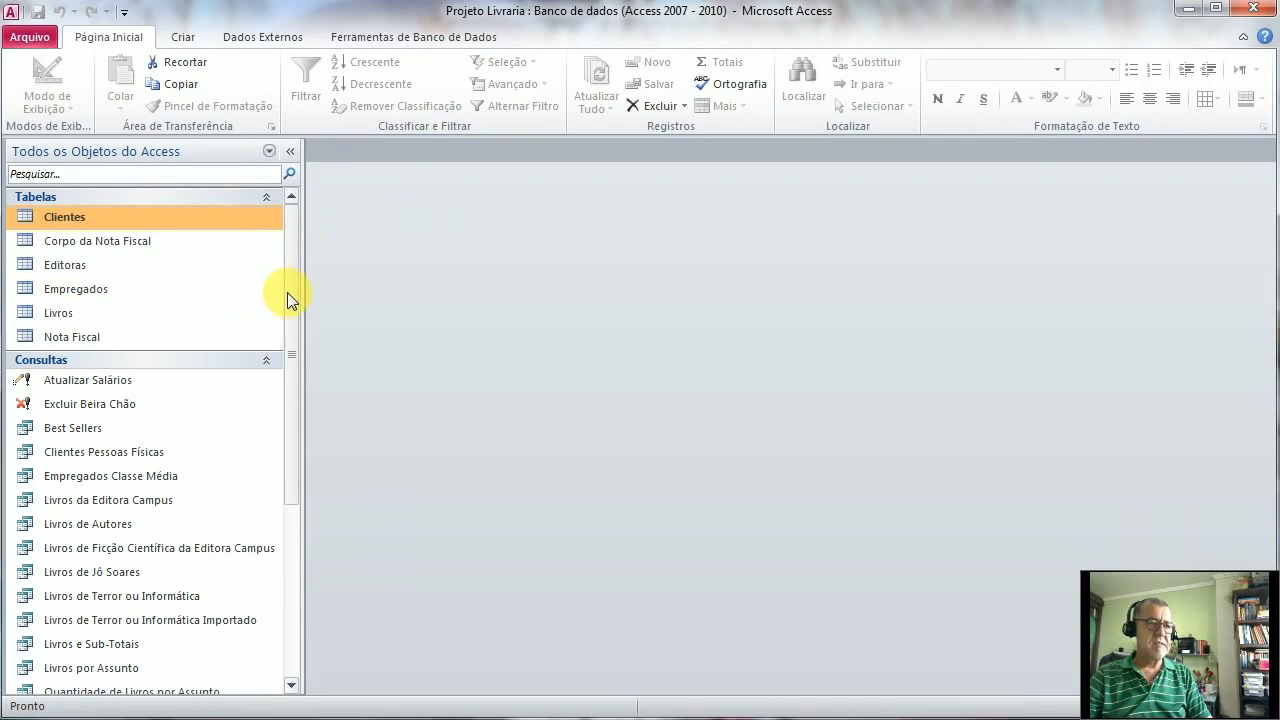 Projeto Livraria : Banco de dados (Access 2007 - 2010) - Microsoft Access
Arquivo Página Inicial Criar Dados Externos Ferramentas de Banco de Dados
Recortar Crescente Seleção Novo Totais Substituir
Copiar Decrescente Avançado Salvar Ortografia Ir para
Modo de Exibição Colar Pincel de Formatação Filtrar Remover Classificação Alternar Filtro Atualizar Tudo Excluir Mais Localizar Selecionar N I S A
Modos de Exib... Área de Transferência Classificar e Filtrar Registros Localizar Formatação de Texto
Todos os Objetos do Access
Pesquisar...
Tabelas
Clientes
Corpo da Nota Fiscal
Editoras
Empregados
Livros
Nota Fiscal
Consultas
Atualizar Salários
Excluir Beira Chão
Best Sellers
Clientes Pessoas Físicas
Empregados Classe Média
Livros da Editora Campus
Livros de Autores
Livros de Ficção Científica da Editora Campus
Livros de Jô Soares
Livros de Terror ou Informática
Livros de Terror ou Informática Importado
Livros e Sub-Totais
Livros por Assunto
Quantidade de Livros por Assunto
Pronto